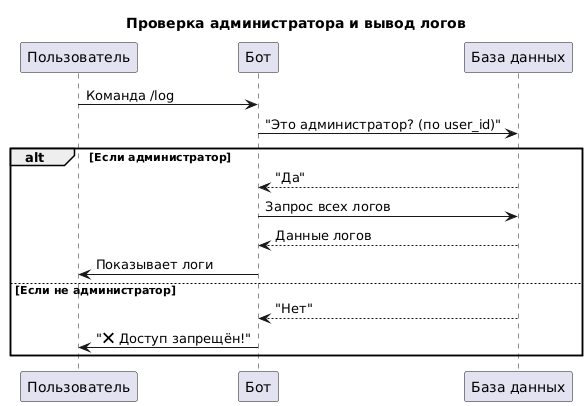 Проверка администратора и вывод логов
Пользователь
Бот
База данных
Команда /log
"Это администратор? (по user_id)"
alt
[Если администратор]
"Да"
Запрос всех логов
Данные логов
Показывает логи
[Если не администратор]
"Нет"
"❌ Доступ запрещён!"
Пользователь
Бот
База данных